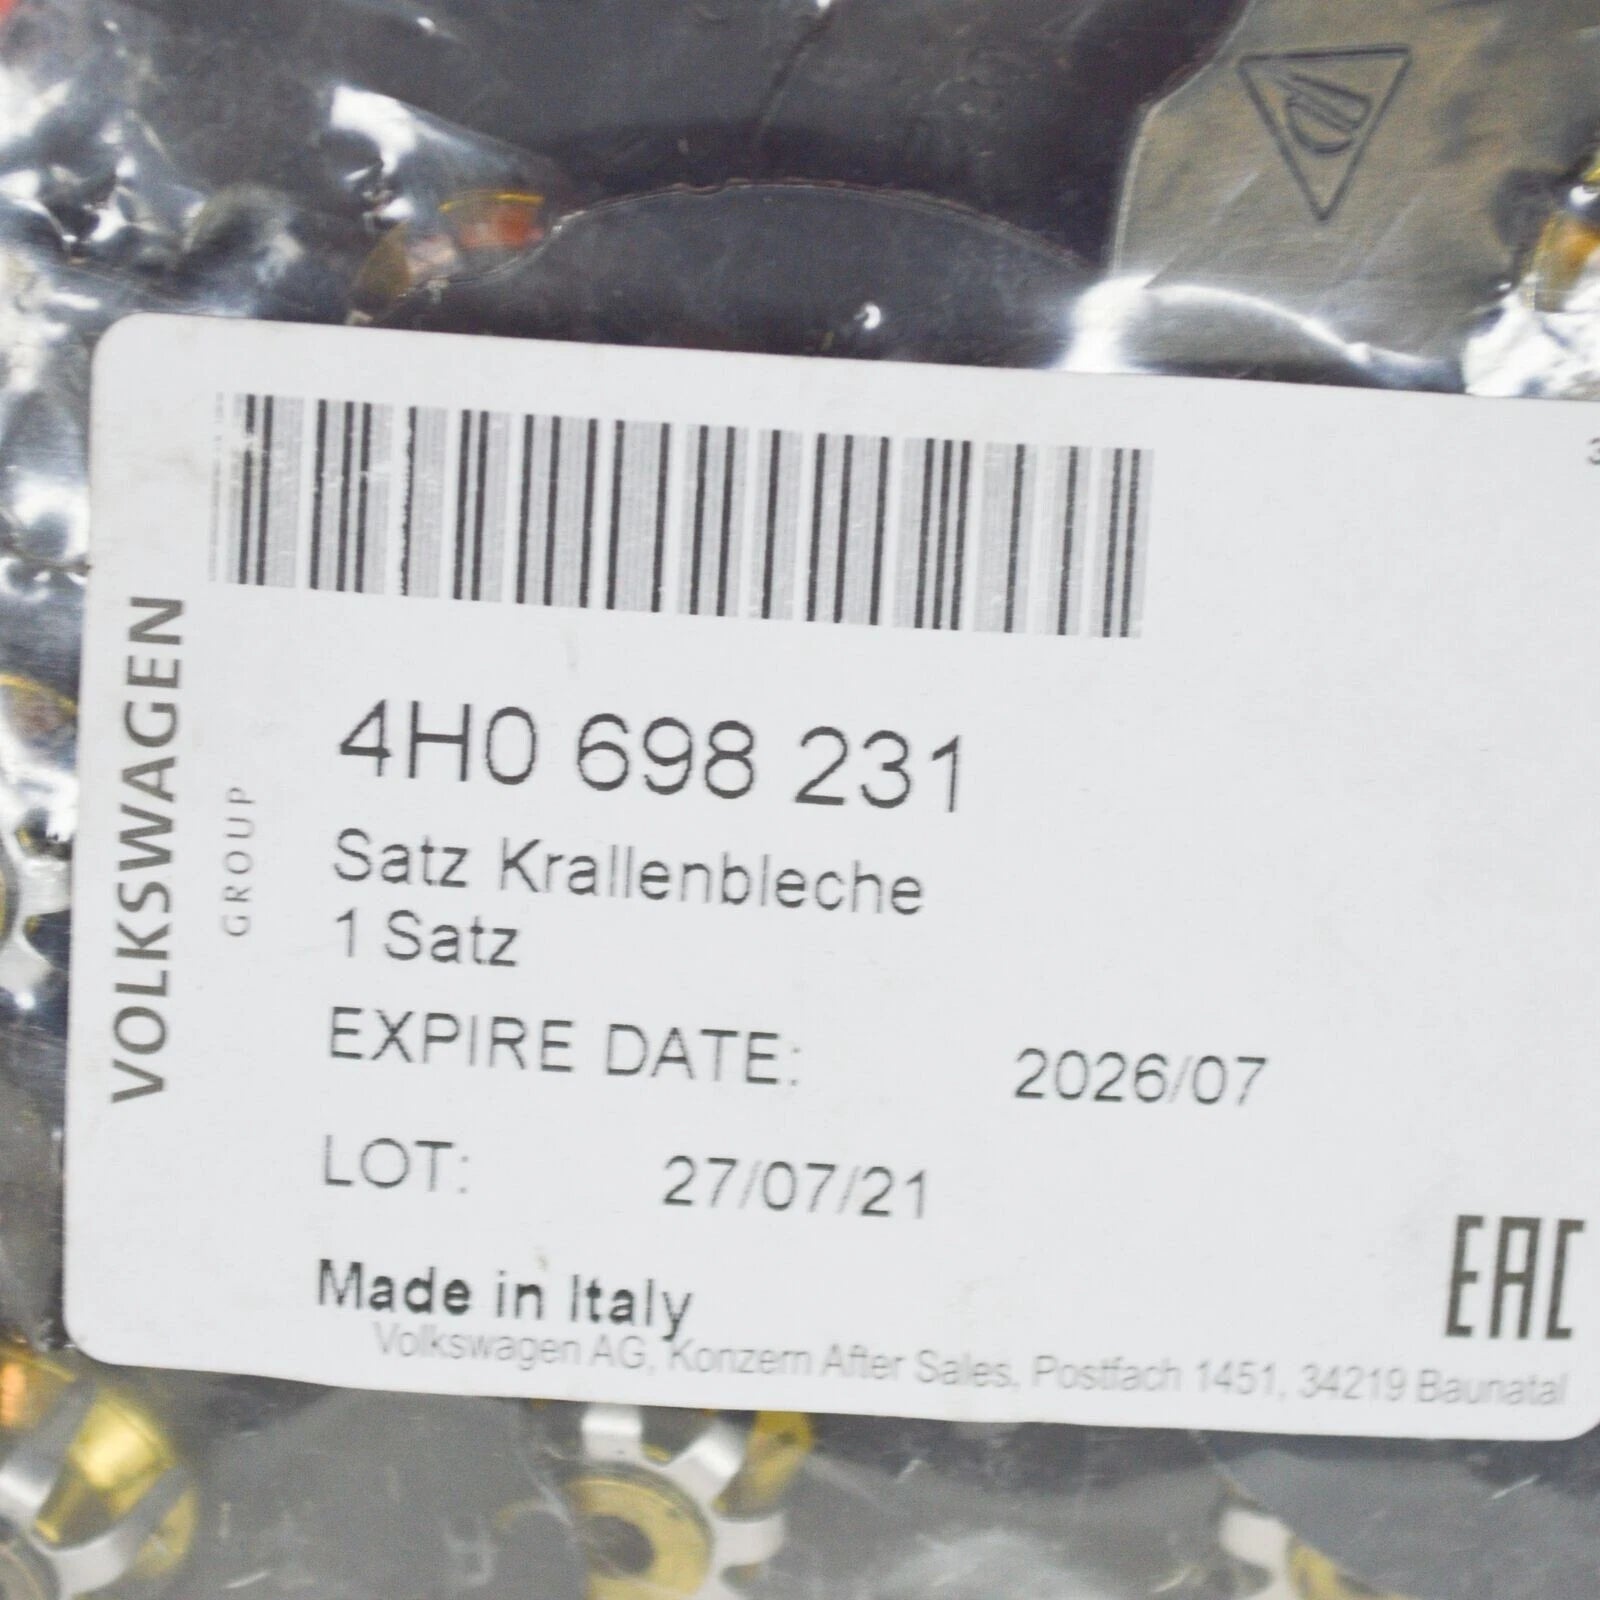 4H0 698 231
Satz Krallenbleche
1 Satz
EXPIRE DATE: 2026/07
LOT: 27/07/21
Made in Italy
Volkswagen AG, Konzern After Sales, Postfach 1451, 34219 Baunatal
EAC
VOLKSWAGEN
GROUP